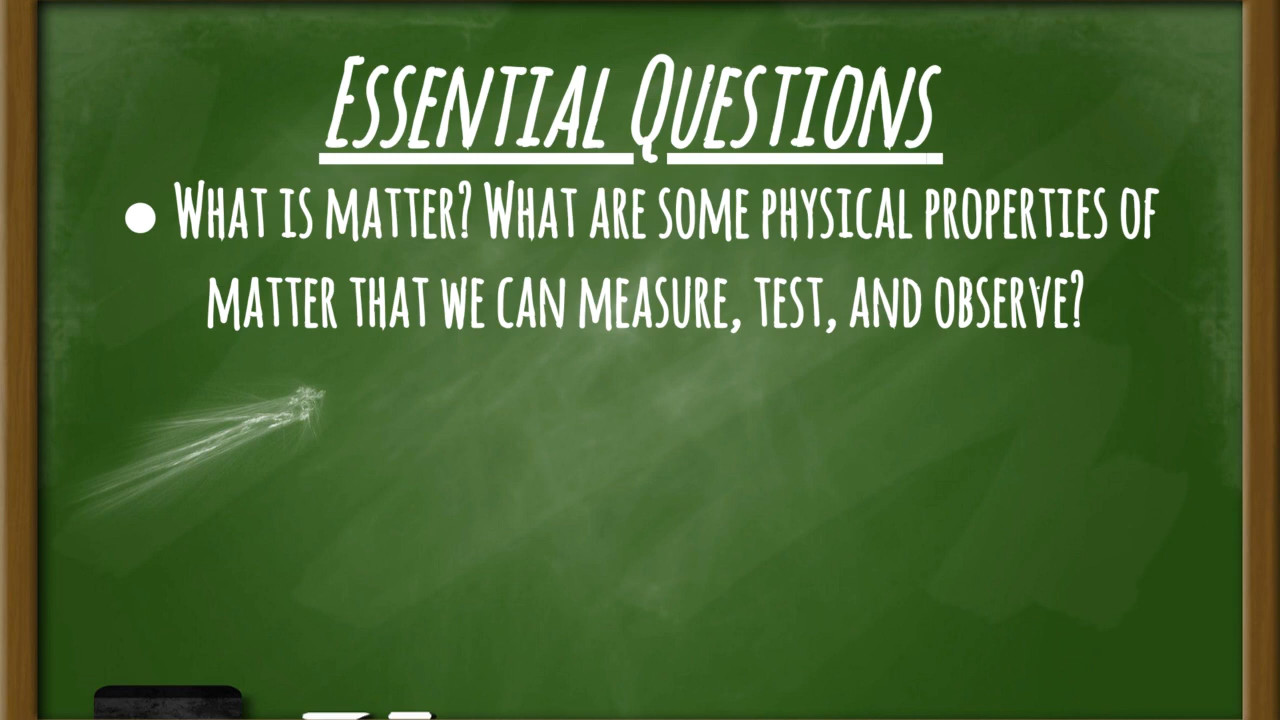 Essential Questions
● What is matter? What are some physical properties of
matter that we can measure, test, and observe?